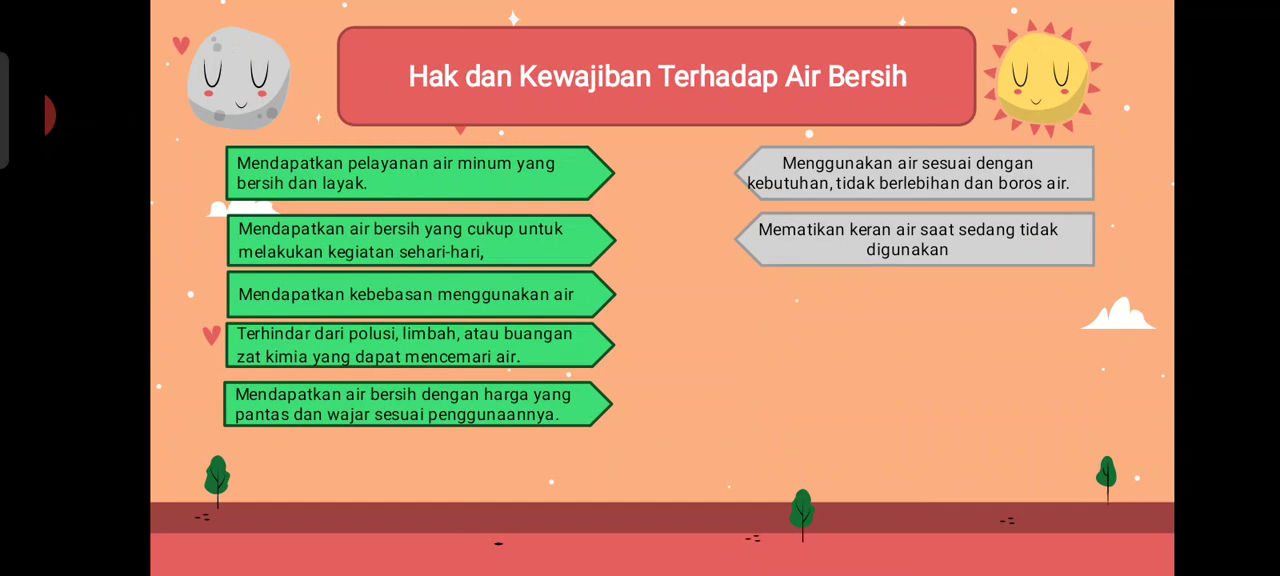 Hak dan Kewajiban Terhadap Air Bersih
Mendapatkan pelayanan air minum yang
bersih dan layak.
Mendapatkan air bersih yang cukup untuk
melakukan kegiatan sehari-hari,
Mendapatkan kebebasan menggunakan air
Terhindar dari polusi, limbah, atau buangan
zat kimia yang dapat mencemari air.
Mendapatkan air bersih dengan harga yang
pantas dan wajar sesuai penggunaannya.
Menggunakan air sesuai dengan
kebutuhan, tidak berlebihan dan boros air.
Mematikan keran air saat sedang tidak
digunakan